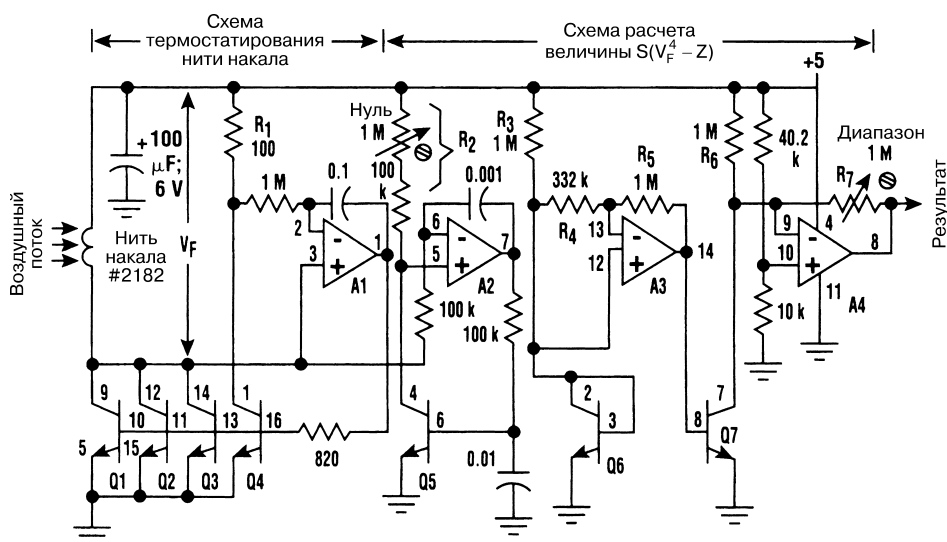 Схема
термостатирования
нити накала
Схема расчета
величины S(V_F^4 – Z)
+5
+100
μF;
6 V
Воздушный
поток
Нить
накала
#2182
V_F
R1
100
1 M
0.1
2
3
1
A1
Нуль
1 M
R2
100
k
0.001
6
5
7
A2
100 k
100 k
R3
1 M
332 k
R4
R5
1 M
13
12
14
A3
1 M
R6
40.2
k
Диапазон
1 M
R7
9
10
4
8
11
A4
10 k
Результат
9
10
5
Q1
12
11
15
Q2
14
13
Q3
1
16
Q4
820
4
6
Q5
0.01
2
3
Q6
7
8
Q7